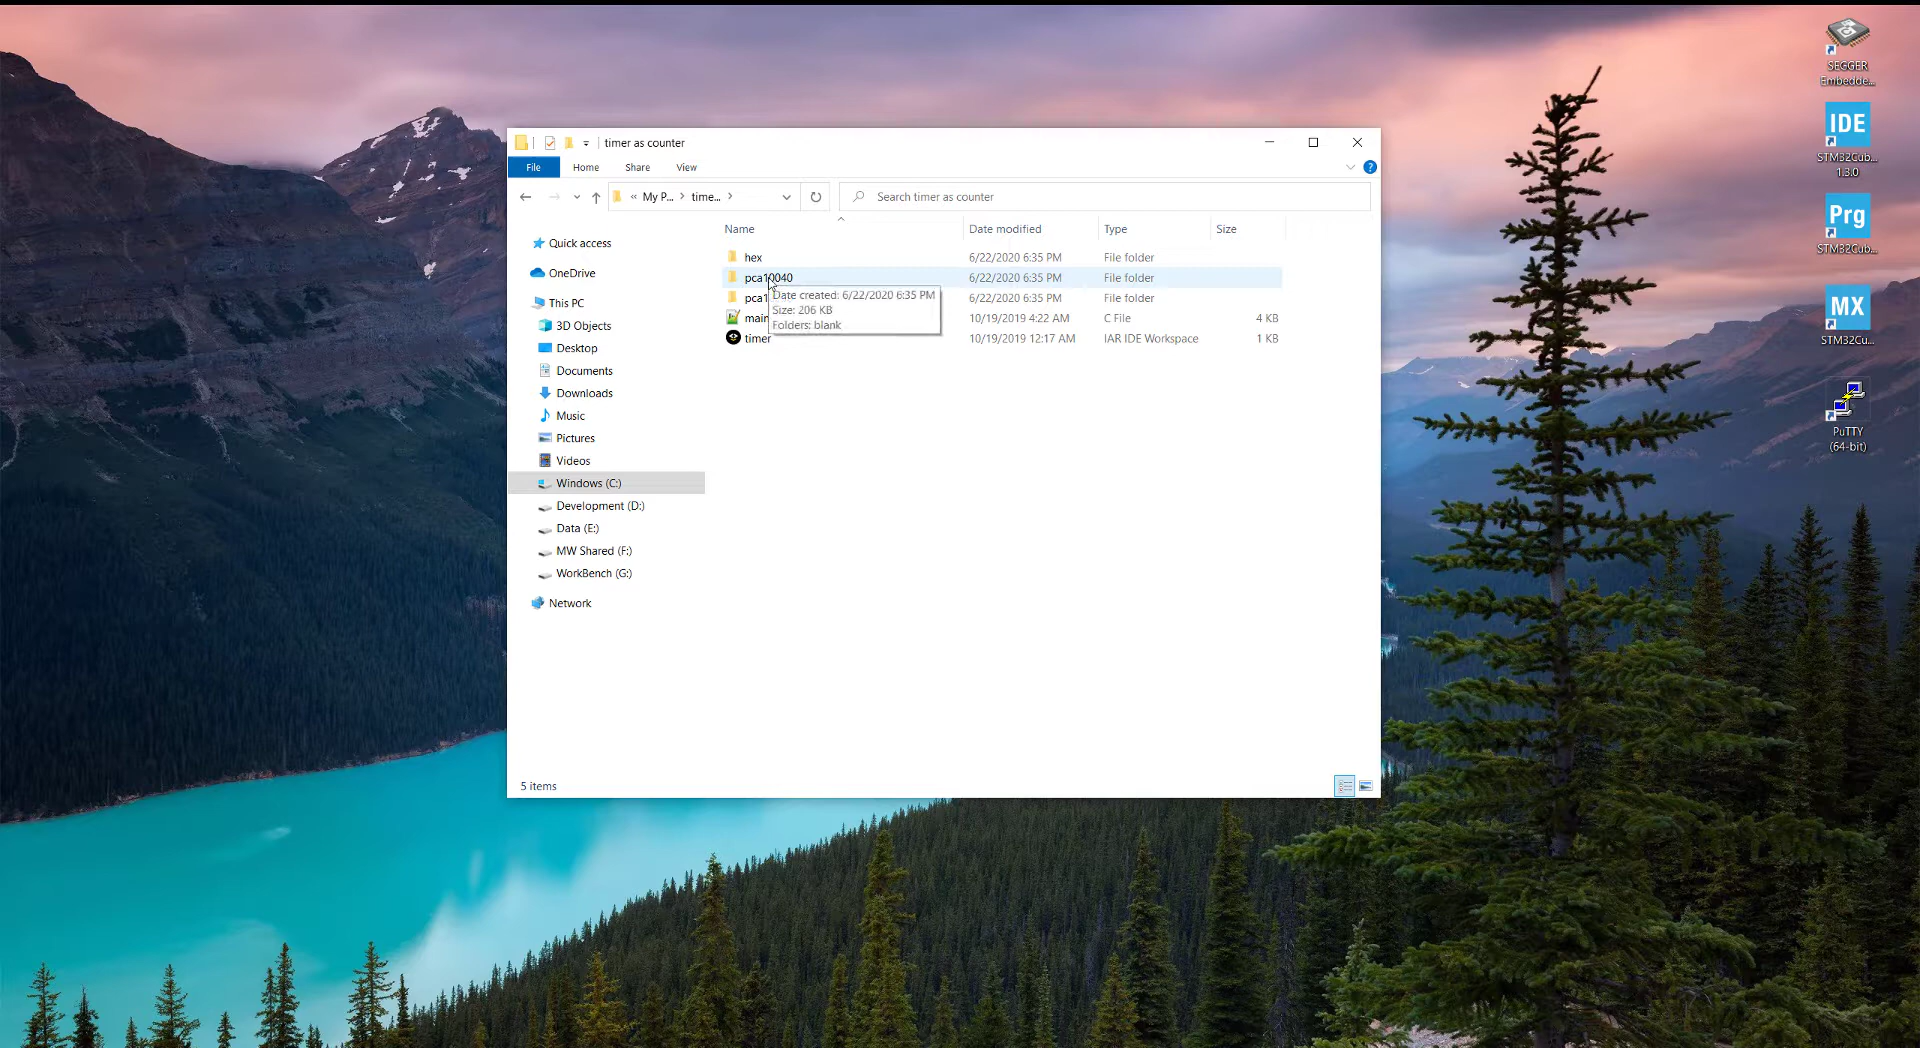 timer as counter
File Home Share View
« My P... > time... >
Search timer as counter
Name Date modified Type Size
hex 6/22/2020 6:35 PM File folder
pca10040 6/22/2020 6:35 PM File folder
pca1 6/22/2020 6:35 PM File folder
main 10/19/2019 4:22 AM C File 4 KB
timer 10/19/2019 12:17 AM IAR IDE Workspace 1 KB
Date created: 6/22/2020 6:35 PM
Size: 206 KB
Folders: blank
Quick access
OneDrive
This PC
3D Objects
Desktop
Documents
Downloads
Music
Pictures
Videos
Windows (C:)
Development (D:)
Data (E:)
MW Shared (F:)
WorkBench (G:)
Network
5 items
SEGGER
Embedde...
IDE
STM32Cub...
1.3.0
Prg
STM32Cub...
MX
STM32Cu...
PuTTY
(64-bit)